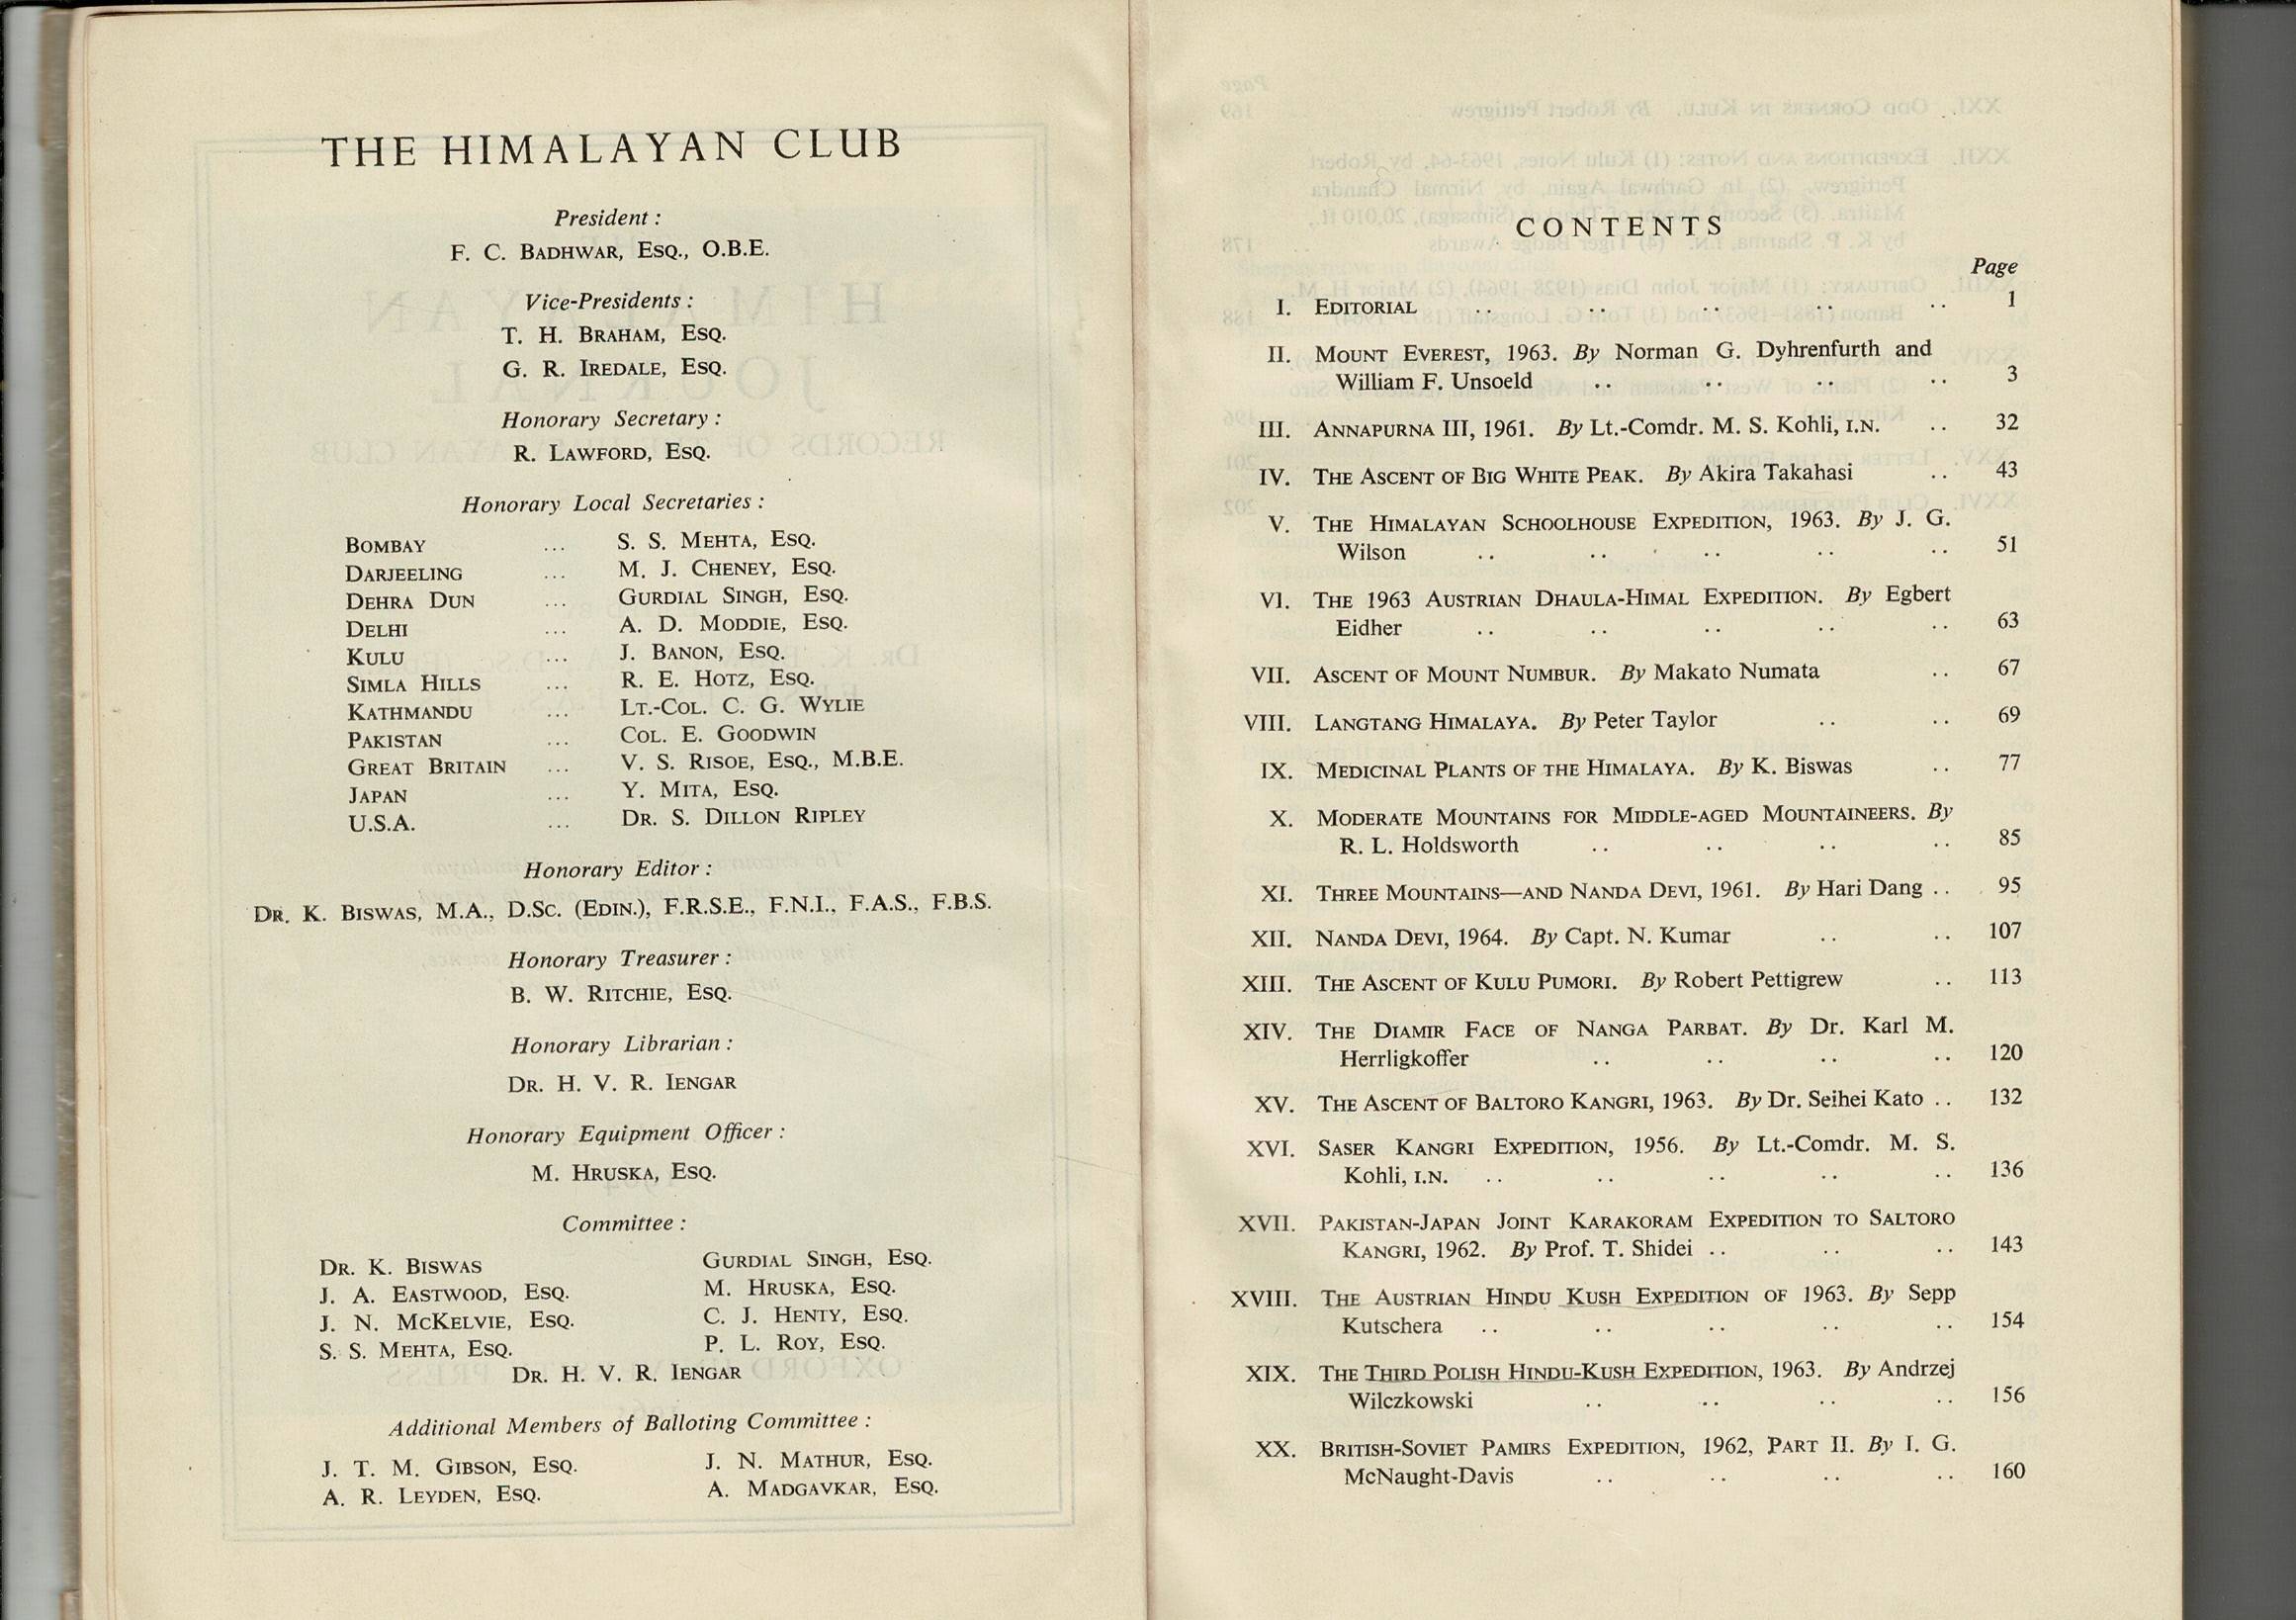 THE HIMALAYAN CLUB
President :
F. C. BADHWAR, ESQ., O.B.E.
Vice-Presidents :
T. H. BRAHAM, ESQ.
G. R. IREDALE, ESQ.
Honorary Secretary :
R. LAWFORD, ESQ.
Honorary Local Secretaries :
BOMBAY ... S. S. MEHTA, ESQ.
DARJEELING ... M. J. CHENEY, ESQ.
DEHRA DUN ... GURDIAL SINGH, ESQ.
DELHI ... A. D. MODDIE, ESQ.
KULU ... J. BANON, ESQ.
SIMLA HILLS ... R. E. HOTZ, ESQ.
KATHMANDU ... LT.-COL. C. G. WYLIE
PAKISTAN ... COL. E. GOODWIN
GREAT BRITAIN ... V. S. RISOE, ESQ., M.B.E.
JAPAN ... Y. MITA, ESQ.
U.S.A. ... DR. S. DILLON RIPLEY
Honorary Editor :
DR. K. BISWAS, M.A., D.SC. (EDIN.), F.R.S.E., F.N.I., F.A.S., F.B.S.
Honorary Treasurer :
B. W. RITCHIE, ESQ.
Honorary Librarian :
DR. H. V. R. IENGAR
Honorary Equipment Officer :
M. HRUSKA, ESQ.
Committee :
DR. K. BISWAS GURDIAL SINGH, ESQ.
J. A. EASTWOOD, ESQ. M. HRUSKA, ESQ.
J. N. MCKELVIE, ESQ. C. J. HENTY, ESQ.
S. S. MEHTA, ESQ. P. L. ROY, ESQ.
DR. H. V. R. IENGAR
Additional Members of Balloting Committee :
J. T. M. GIBSON, ESQ. J. N. MATHUR, ESQ.
A. R. LEYDEN, ESQ. A. MADGAVKAR, ESQ.
CONTENTS
Page
I. EDITORIAL .. .. .. .. .. 1
II. MOUNT EVEREST, 1963. By Norman G. Dyhrenfurth and
William F. Unsoeld .. .. .. .. 3
III. ANNAPURNA III, 1961. By Lt.-Comdr. M. S. Kohli, I.N. .. 32
IV. THE ASCENT OF BIG WHITE PEAK. By Akira Takahasi .. 43
V. THE HIMALAYAN SCHOOLHOUSE EXPEDITION, 1963. By J. G.
Wilson .. .. .. .. .. 51
VI. THE 1963 AUSTRIAN DHAULA-HIMAL EXPEDITION. By Egbert
Eidher .. .. .. .. .. 63
VII. ASCENT OF MOUNT NUMBUR. By Makato Numata .. 67
VIII. LANGTANG HIMALAYA. By Peter Taylor .. .. 69
IX. MEDICINAL PLANTS OF THE HIMALAYA. By K. Biswas .. 77
X. MODERATE MOUNTAINS FOR MIDDLE-AGED MOUNTAINEERS. By
R. L. Holdsworth .. .. .. .. 85
XI. THREE MOUNTAINS—AND NANDA DEVI, 1961. By Hari Dang .. 95
XII. NANDA DEVI, 1964. By Capt. N. Kumar .. .. 107
XIII. THE ASCENT OF KULU PUMORI. By Robert Pettigrew .. 113
XIV. THE DIAMIR FACE OF NANGA PARBAT. By Dr. Karl M.
Herrligkoffer .. .. .. .. 120
XV. THE ASCENT OF BALTORO KANGRI, 1963. By Dr. Seihei Kato .. 132
XVI. SASER KANGRI EXPEDITION, 1956. By Lt.-Comdr. M. S.
Kohli, I.N. .. .. .. .. .. 136
XVII. PAKISTAN-JAPAN JOINT KARAKORAM EXPEDITION TO SALTORO
KANGRI, 1962. By Prof. T. Shidei .. .. .. 143
XVIII. THE AUSTRIAN HINDU KUSH EXPEDITION OF 1963. By Sepp
Kutschera .. .. .. .. .. 154
XIX. THE THIRD POLISH HINDU-KUSH EXPEDITION, 1963. By Andrzej
Wilczkowski .. .. .. .. 156
XX. BRITISH-SOVIET PAMIRS EXPEDITION, 1962, PART II. By I. G.
McNaught-Davis .. .. .. .. 160